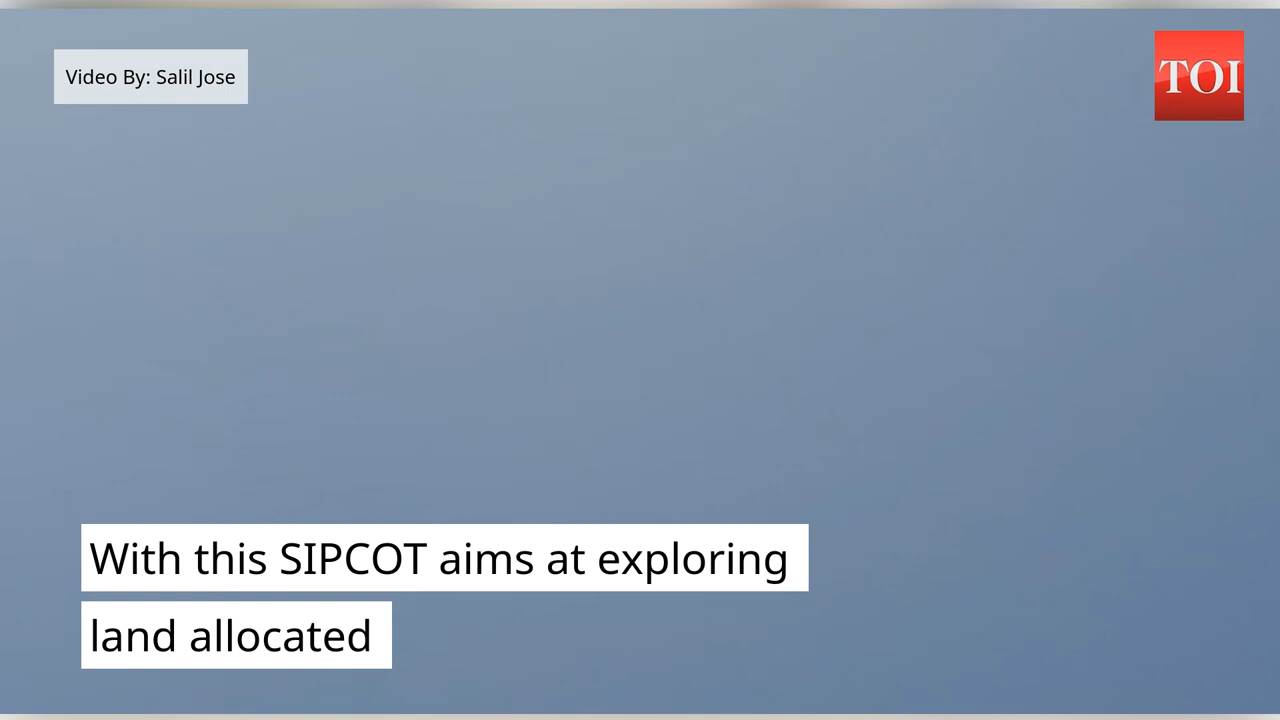 Video By: Salil Jose
TOI
With this SIPCOT aims at exploring
land allocated